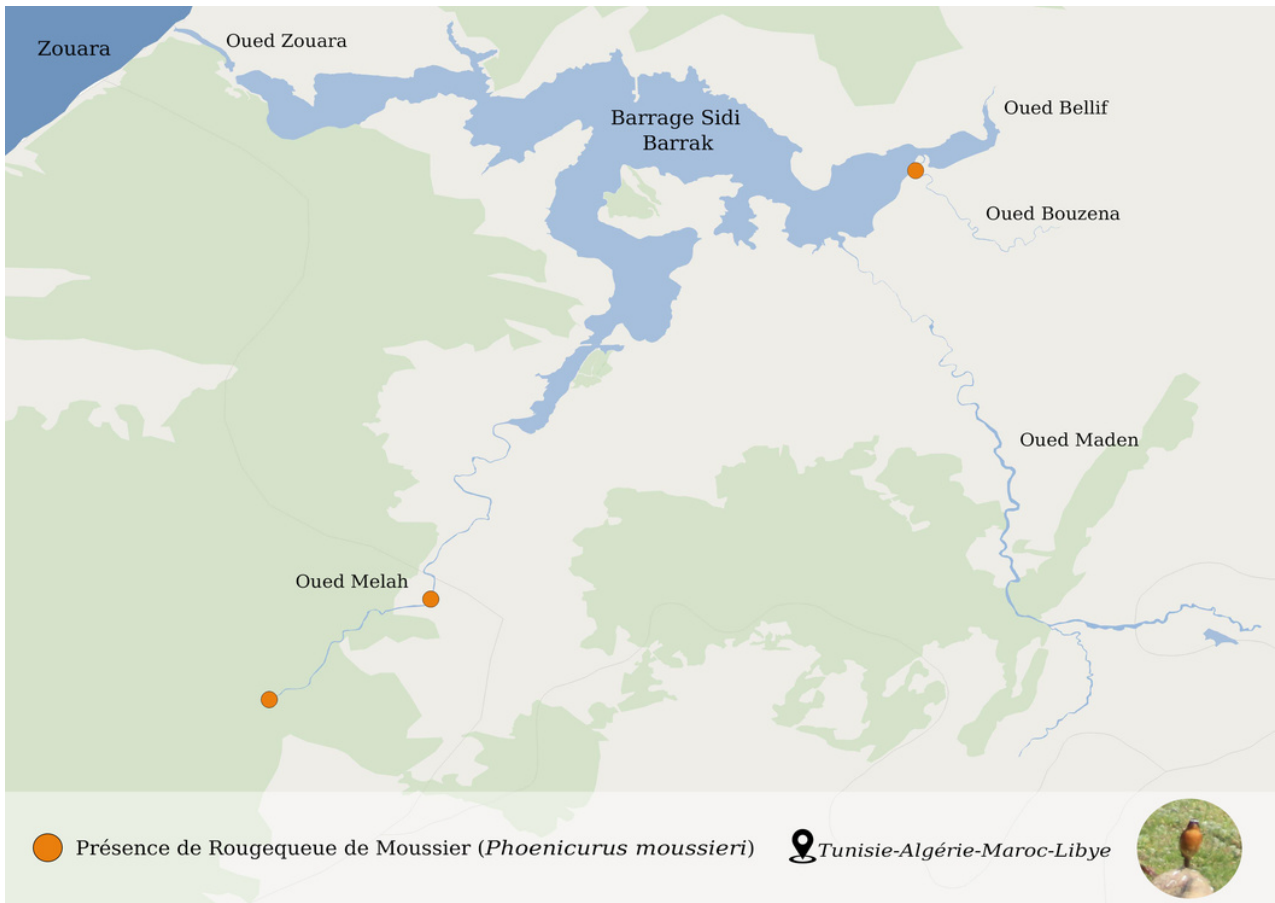 Zouara
Oued Zouara
Barrage Sidi
Barrak
Oued Bellif
Oued Bouzena
Oued Maden
Oued Melah
Présence de Rougequeue de Moussier (Phoenicurus moussieri)
Tunisie-Algérie-Maroc-Libye